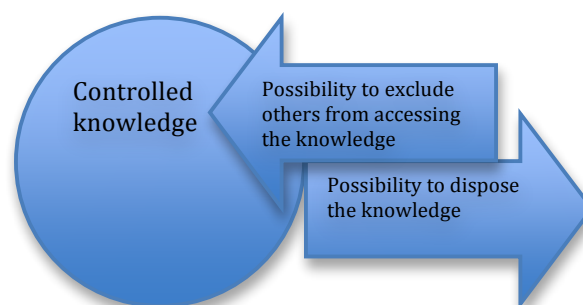 Controlled
knowledge
Possibility to exclude
others from accessing
the knowledge
Possibility to dispose
the knowledge